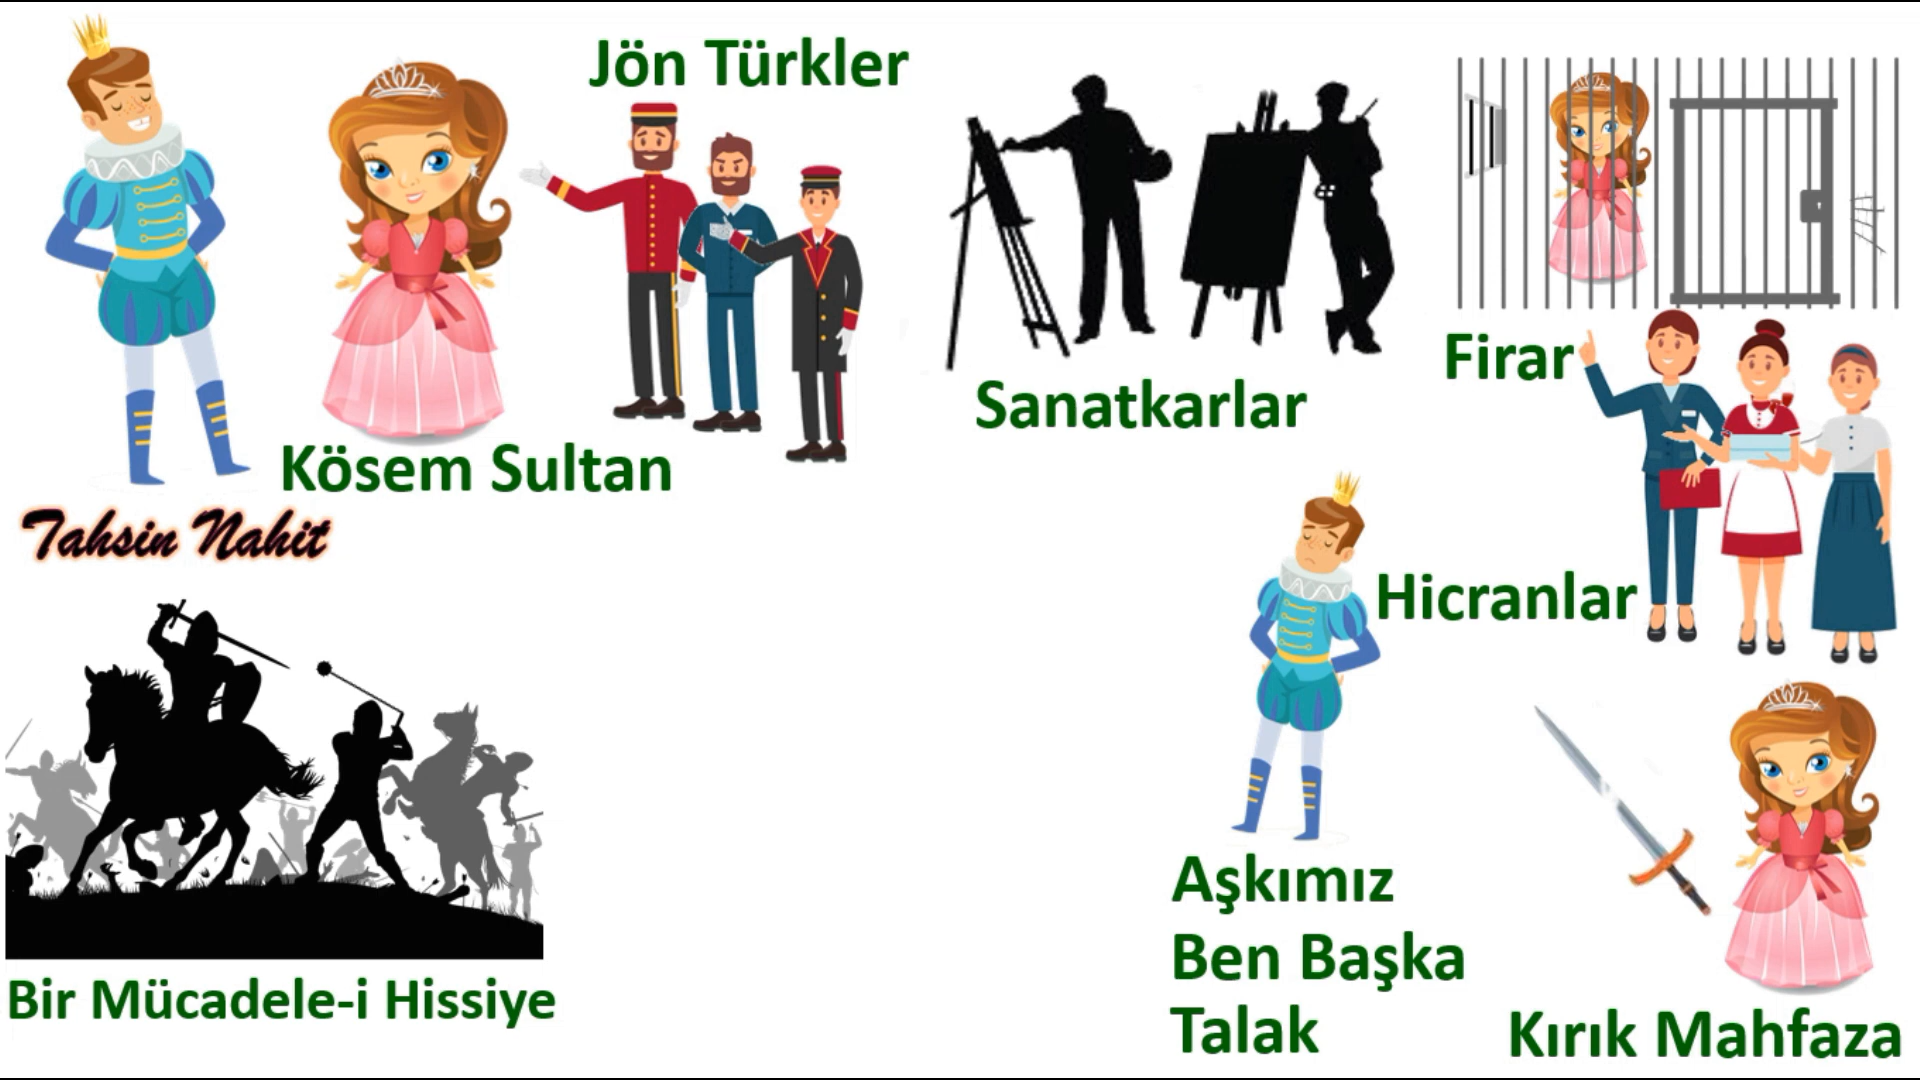 Jön Türkler
Firar
Sanatkarlar
Kösem Sultan
Tahsin Nahit
Hicranlar
Aşkımız
Ben Başka
Talak
Bir Mücadele-i Hissiye
Kırık Mahfaza